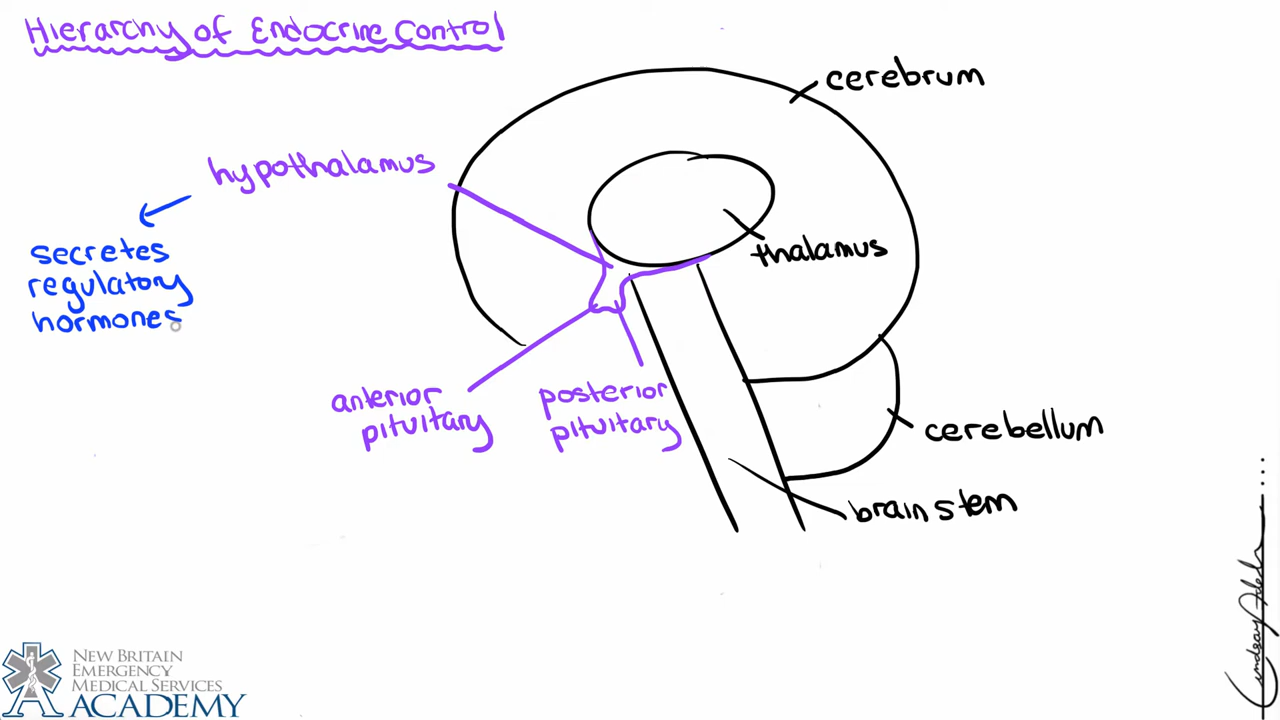 Hierarchy of Endocrine Control
cerebrum
hypothalamus
secretes
regulatory
hormones
thalamus
anterior
pituitary
posterior
pituitary
cerebellum
brain stem
NEW BRITAIN
EMERGENCY
MEDICAL SERVICES
ACADEMY